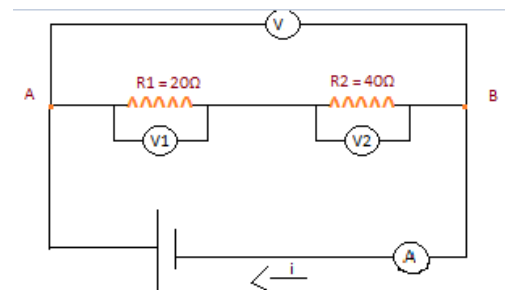 V
R1 = 20Ω R2 = 40Ω
A B
V1 V2
A
i